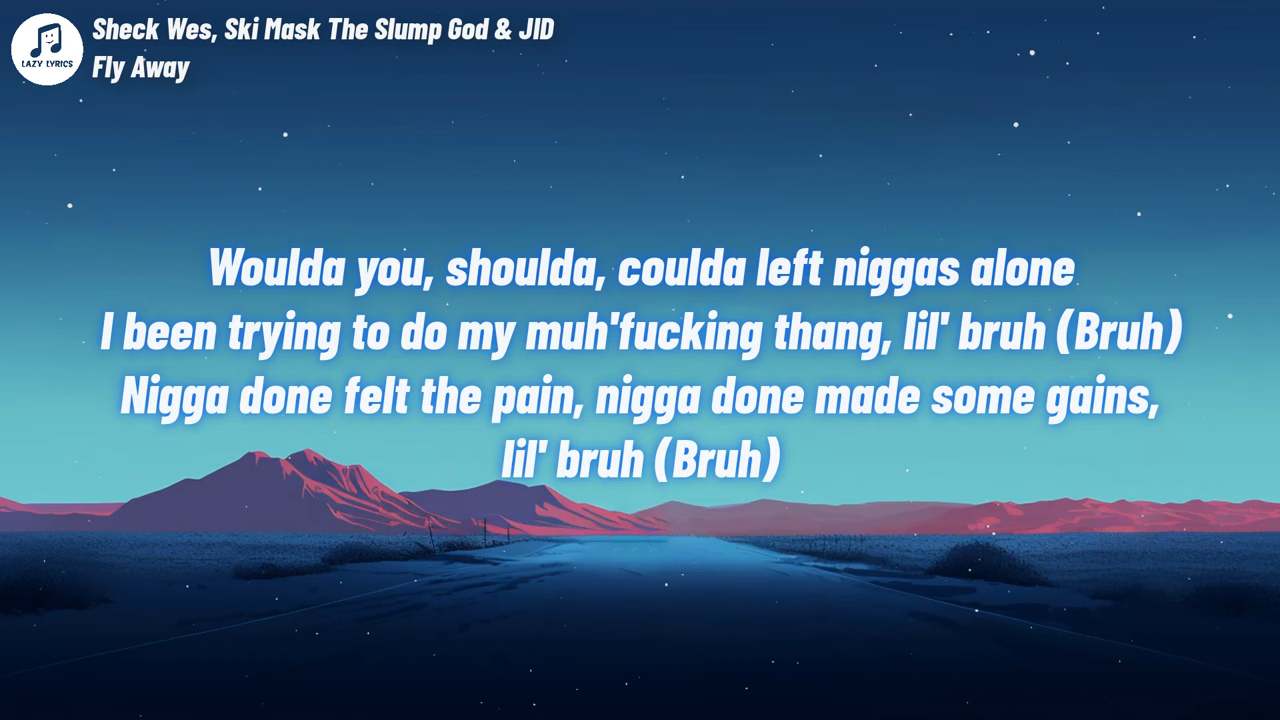 Sheck Wes, Ski Mask The Slump God & JID
Fly Away
LAZY LYRICS
Woulda you, shoulda, coulda left niggas alone
I been trying to do my muh'fucking thang, lil' bruh (Bruh)
Nigga done felt the pain, nigga done made some gains,
lil' bruh (Bruh)